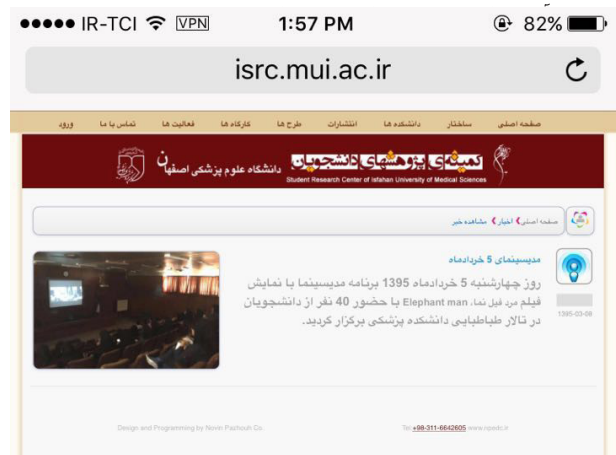 IR-TCI VPN 1:57 PM 82%
isrc.mui.ac.ir
صفحه اصلی ساختار دانشکده ها انتشارات طرح ها کارگاه ها فعالیت ها تماس با ما ورود
کمیته‌ی پژوهشهای دانشجویان دانشگاه علوم پزشکی اصفهان
Student Research Center of Isfahan University of Medical Sciences
صفحه اصلی❯ اخبار❯ مشاهده خبر
مدیسینمای 5 خردادماه
روز چهارشنبه 5 خردادماه 1395 برنامه مدیسینما با نمایش
فیلم مرد فیل نما، Elephant man با حضور 40 نفر از دانشجویان
در تالار طباطبایی دانشکده پزشکی برگزار گردید.
1395-03-08
Design and Programming by Novin Pazhouh Co.
Tel:+98-311-6642605